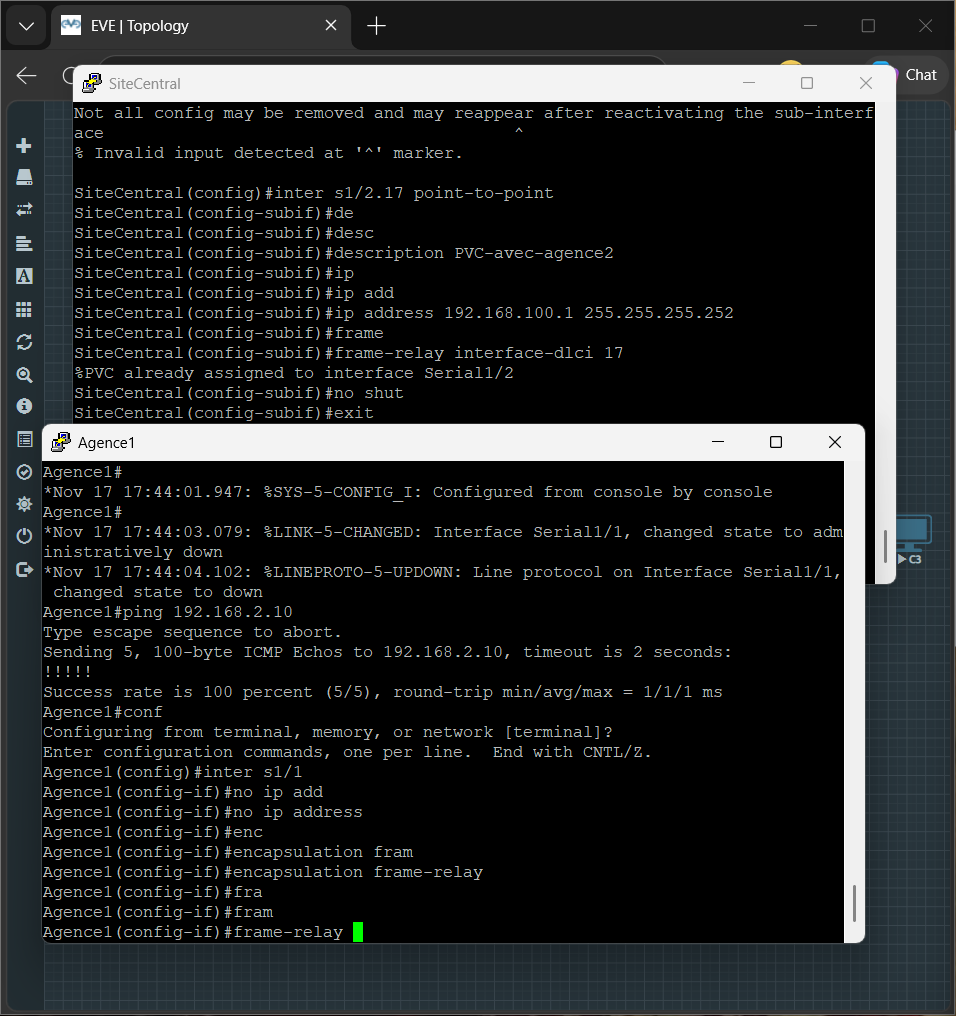 EVE | Topology
Chat
SiteCentral
Not all config may be removed and may reappear after reactivating the sub-interf
ace ^
% Invalid input detected at '^' marker.
SiteCentral(config)#inter s1/2.17 point-to-point
SiteCentral(config-subif)#de
SiteCentral(config-subif)#desc
SiteCentral(config-subif)#description PVC-avec-agence2
SiteCentral(config-subif)#ip
SiteCentral(config-subif)#ip add
SiteCentral(config-subif)#ip address 192.168.100.1 255.255.255.252
SiteCentral(config-subif)#frame
SiteCentral(config-subif)#frame-relay interface-dlci 17
%PVC already assigned to interface Serial1/2
SiteCentral(config-subif)#no shut
SiteCentral(config-subif)#exit
Agence1
Agence1#
*Nov 17 17:44:01.947: %SYS-5-CONFIG_I: Configured from console by console
Agence1#
*Nov 17 17:44:03.079: %LINK-5-CHANGED: Interface Serial1/1, changed state to adm
inistratively down
*Nov 17 17:44:04.102: %LINEPROTO-5-UPDOWN: Line protocol on Interface Serial1/1,
changed state to down
Agence1#ping 192.168.2.10
Type escape sequence to abort.
Sending 5, 100-byte ICMP Echos to 192.168.2.10, timeout is 2 seconds:
!!!!!
Success rate is 100 percent (5/5), round-trip min/avg/max = 1/1/1 ms
Agence1#conf
Configuring from terminal, memory, or network [terminal]?
Enter configuration commands, one per line.  End with CNTL/Z.
Agence1(config)#inter s1/1
Agence1(config-if)#no ip add
Agence1(config-if)#no ip address
Agence1(config-if)#enc
Agence1(config-if)#encapsulation fram
Agence1(config-if)#encapsulation frame-relay
Agence1(config-if)#fra
Agence1(config-if)#fram
Agence1(config-if)#frame-relay
C3